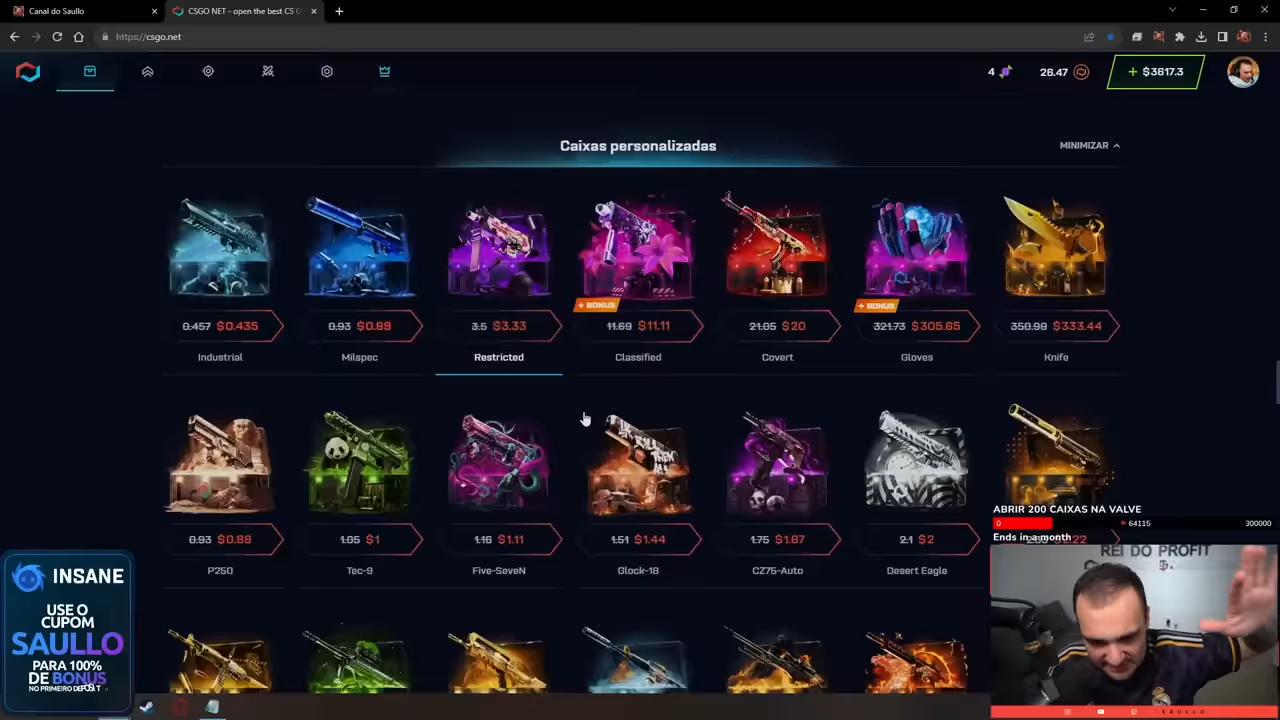 Canal do Saullo
CSGO NET - open the best CS G
https://csgo.net
4
26.47
+ $3617.3
Caixas personalizadas
MINIMIZAR
+ BONUS
+ BONUS
0.457 $0.435
0.93 $0.89
3.5 $3.33
11.69 $11.11
21.05 $20
321.73 $305.65
350.98 $333.44
Industrial
Milspec
Restricted
Classified
Covert
Gloves
Knife
0.93 $0.88
1.05 $1
1.16 $1.11
1.51 $1.44
1.75 $1.67
2.1 $2
P250
Tec-9
Five-SeveN
Glock-18
CZ75-Auto
Desert Eagle
ABRIR 200 CAIXAS NA VALVE
0
64115
300000
Ends in a month
REI DO PROFIT
INSANE
USE O
CUPOM
SAULLO
PARA 100%
DE BONUS
NO PRIMEIRO DEPOSIT
SAULLO